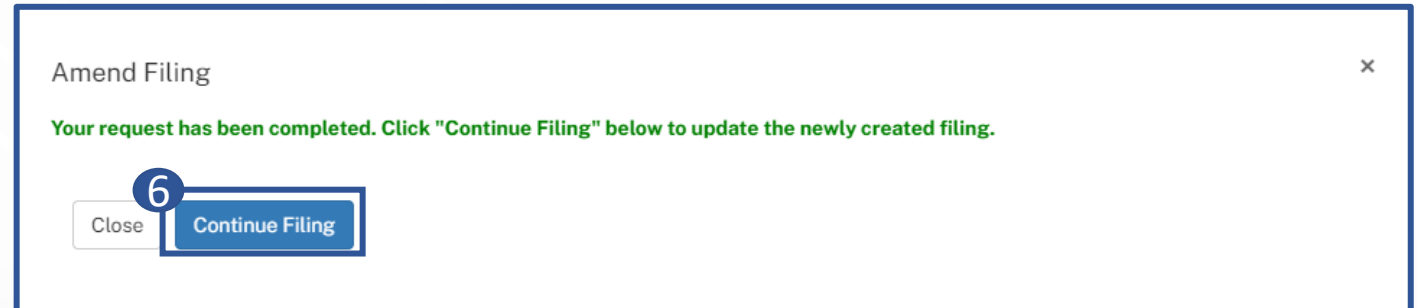 Amend Filing ×
Your request has been completed. Click "Continue Filing" below to update the newly created filing.
6
Close Continue Filing